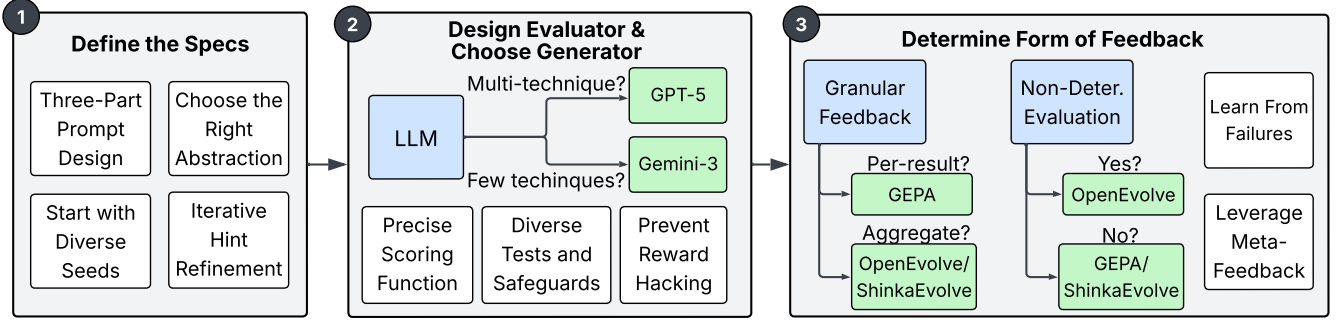 1
Define the Specs
Three-Part
Prompt
Design
Choose the
Right
Abstraction
Start with
Diverse
Seeds
Iterative
Hint
Refinement
2
Design Evaluator &
Choose Generator
LLM
Multi-technique?
GPT-5
Few techinques?
Gemini-3
Precise
Scoring
Function
Diverse
Tests and
Safeguards
Prevent
Reward
Hacking
3
Determine Form of Feedback
Granular
Feedback
Per-result?
GEPA
Aggregate?
OpenEvolve/
ShinkaEvolve
Non-Deter.
Evaluation
Yes?
OpenEvolve
No?
GEPA/
ShinkaEvolve
Learn From
Failures
Leverage
Meta-
Feedback